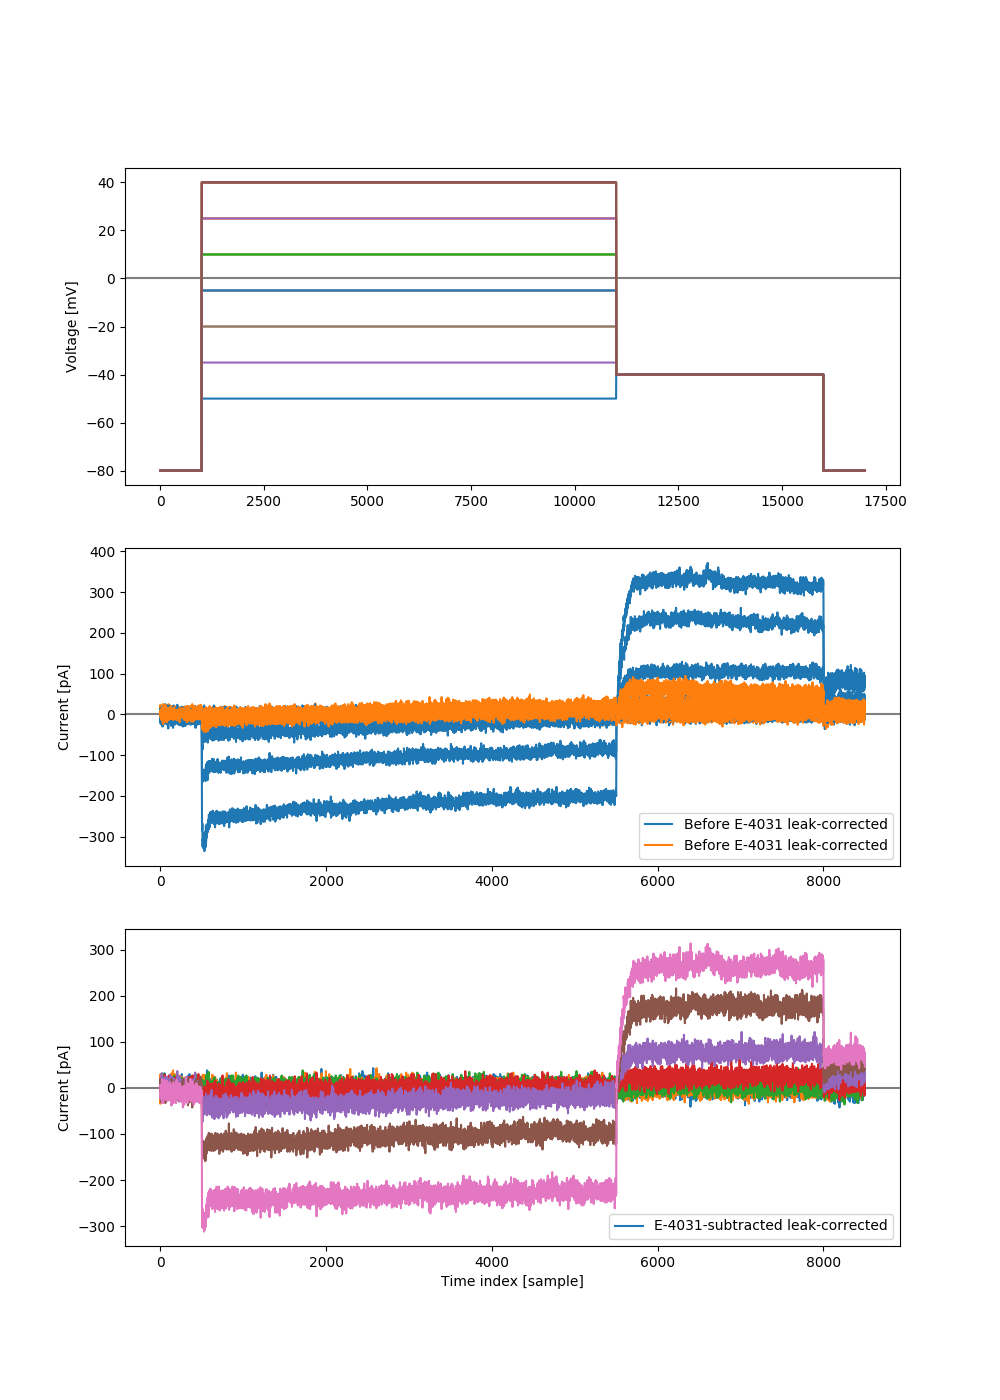 Voltage [mV]
40
20
0
−20
−40
−60
−80
0 2500 5000 7500 10000 12500 15000 17500
Current [pA]
400
300
200
100
0
−100
−200
−300
Before E-4031 leak-corrected
Before E-4031 leak-corrected
0 2000 4000 6000 8000
Current [pA]
300
200
100
0
−100
−200
−300
E-4031-subtracted leak-corrected
0 2000 4000 6000 8000
Time index [sample]